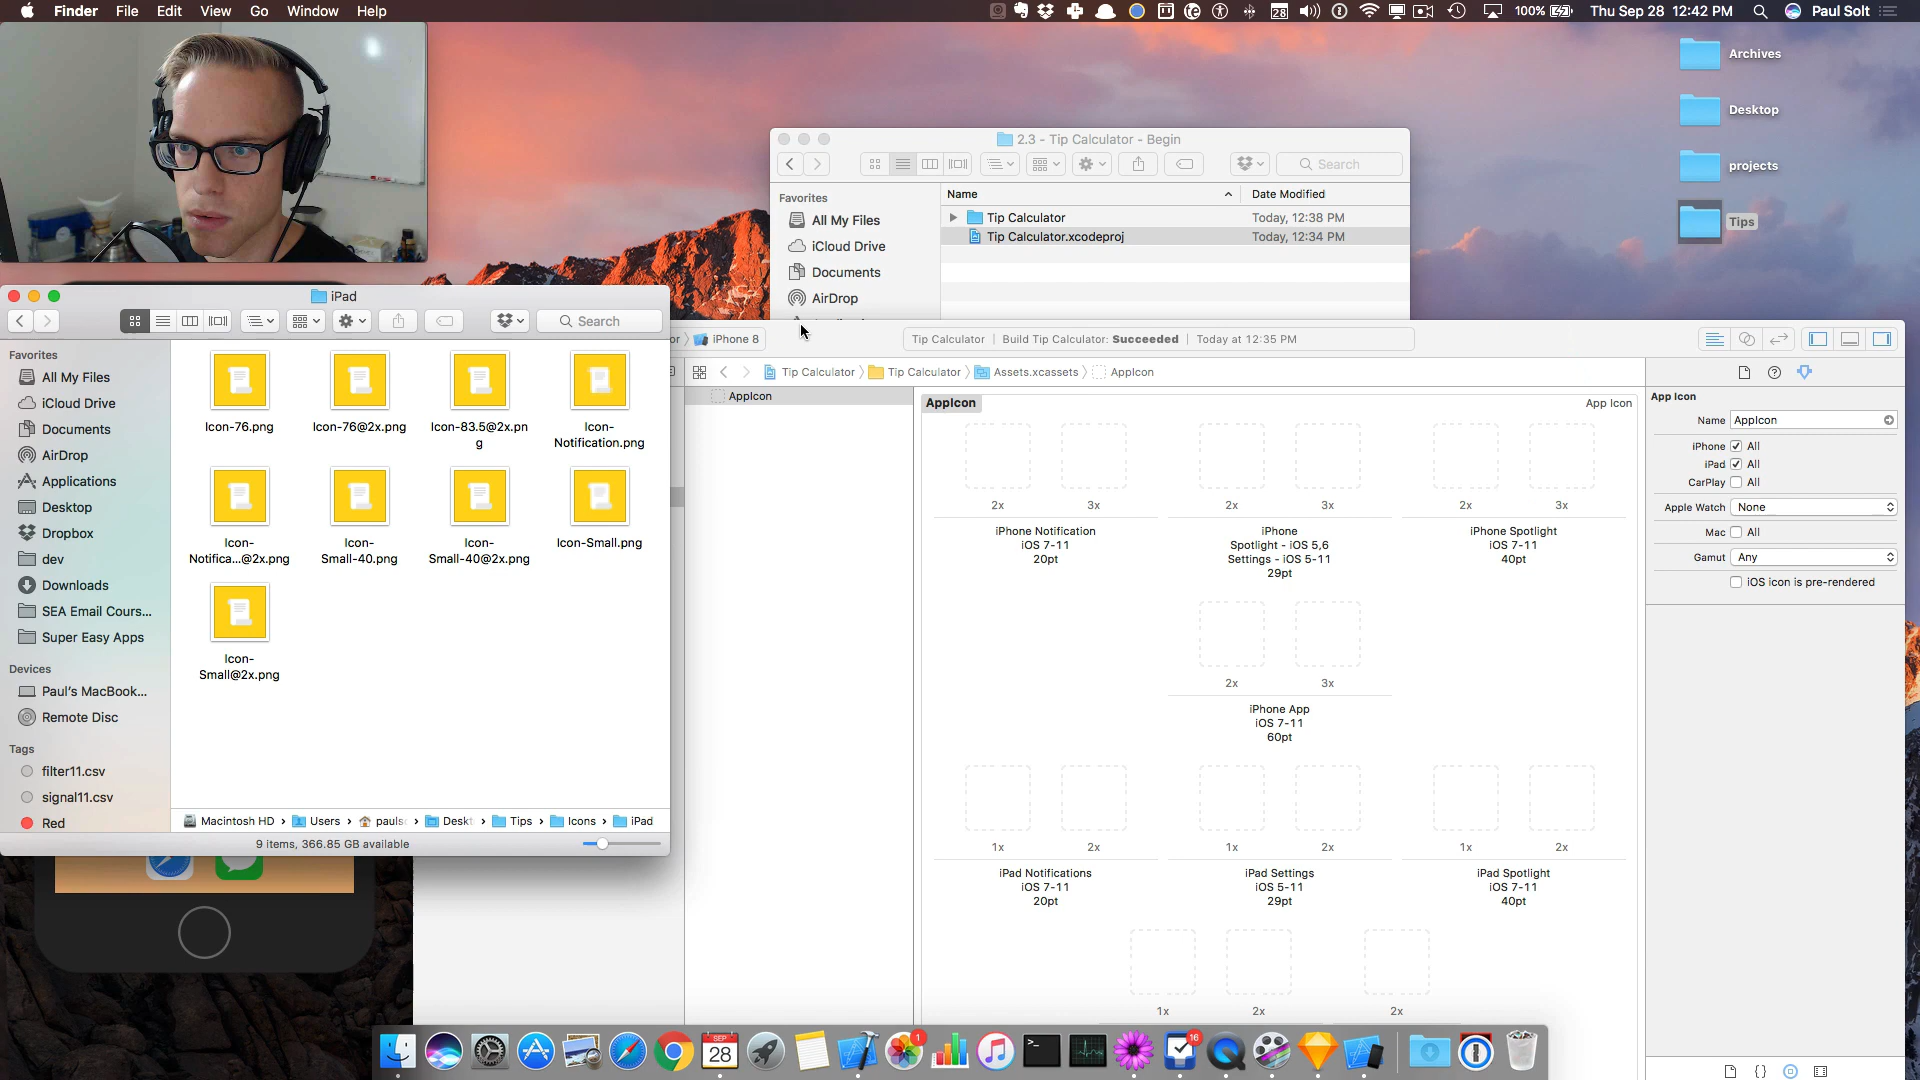 Finder File Edit View Go Window Help
28 100% Thu Sep 28 12:42 PM Paul Solt
Archives
Desktop
projects
Tips
2.3 - Tip Calculator - Begin
Search
Favorites
All My Files
iCloud Drive
Documents
AirDrop
Name Date Modified
Tip Calculator Today, 12:38 PM
Tip Calculator.xcodeproj Today, 12:34 PM
iPad
Search
Favorites
All My Files
iCloud Drive
Documents
AirDrop
Applications
Desktop
Dropbox
dev
Downloads
SEA Email Cours...
Super Easy Apps
Devices
Paul's MacBook...
Remote Disc
Tags
filter11.csv
signal11.csv
Red
Icon-76.png
Icon-76@2x.png
Icon-83.5@2x.pn
g
Icon-
Notification.png
Icon-
Notifica...@2x.png
Icon-
Small-40.png
Icon-
Small-40@2x.png
Icon-Small.png
Icon-
Small@2x.png
Macintosh HD › Users › pauls › Deskt › Tips › Icons › iPad
9 items, 366.85 GB available
or iPhone 8
Tip Calculator | Build Tip Calculator: Succeeded | Today at 12:35 PM
Tip Calculator Tip Calculator Assets.xcassets AppIcon
AppIcon
AppIcon App Icon
2x 3x 2x 3x 2x 3x
iPhone Notification
iOS 7-11
20pt
iPhone
Spotlight - iOS 5,6
Settings - iOS 5-11
29pt
iPhone Spotlight
iOS 7-11
40pt
2x 3x
iPhone App
iOS 7-11
60pt
1x 2x 1x 2x 1x 2x
iPad Notifications
iOS 7-11
20pt
iPad Settings
iOS 5-11
29pt
iPad Spotlight
iOS 7-11
40pt
1x 2x 2x
App Icon
Name AppIcon
iPhone All
iPad All
CarPlay All
Apple Watch None
Mac All
Gamut Any
iOS icon is pre-rendered
SEP
28
1
16